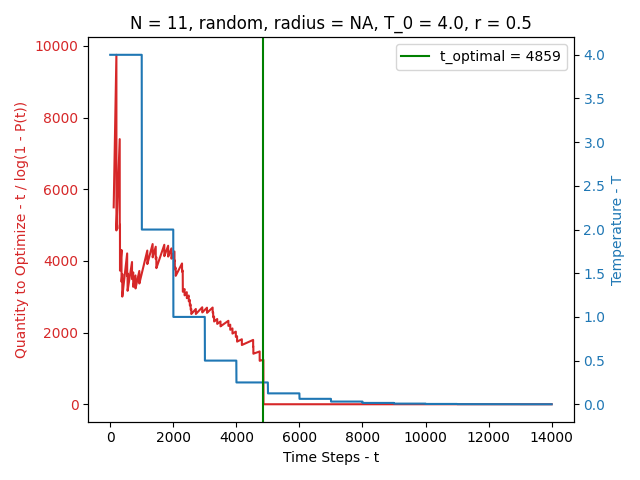 N = 11, random, radius = NA, T_0 = 4.0, r = 0.5
t_optimal = 4859
Quantity to Optimize - t / log(1 - P(t))
10000
8000
6000
4000
2000
0
4.0
3.5
3.0
2.5
2.0
1.5
1.0
0.5
0.0
Temperature - T
0 2000 4000 6000 8000 10000 12000 14000
Time Steps - t